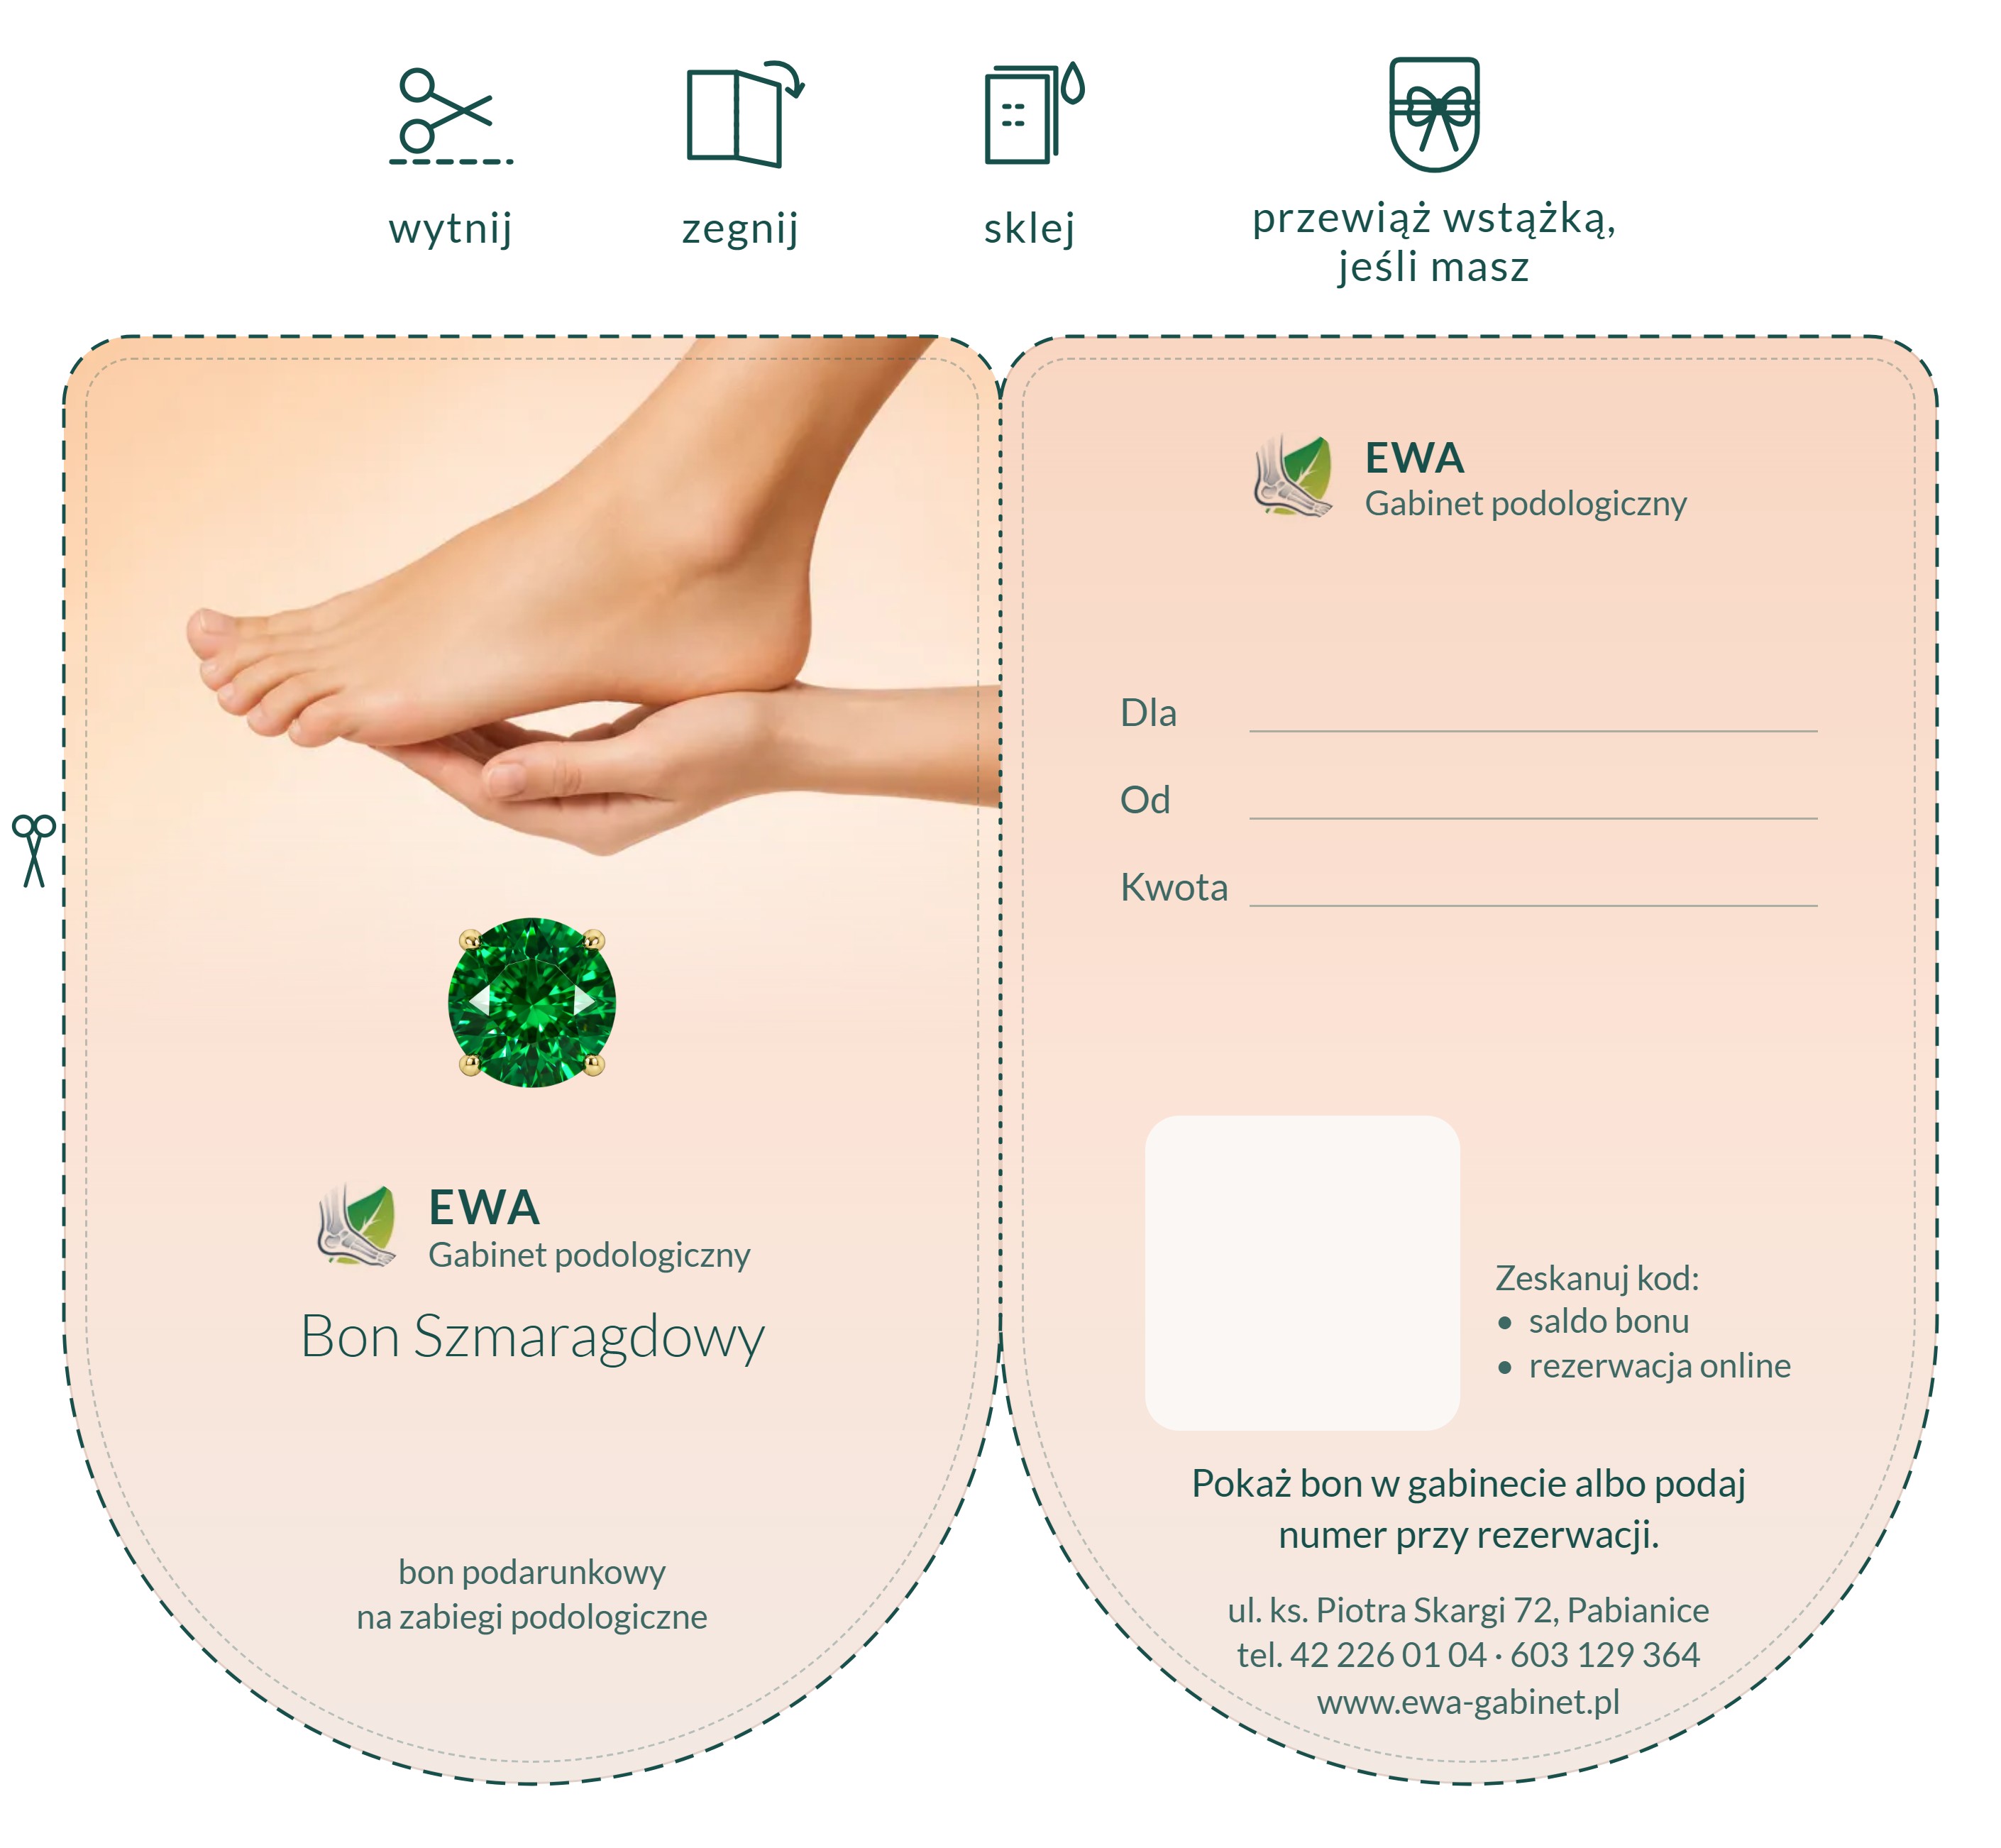 wytnij
zegnij
sklej
przewiąż wstążką,
jeśli masz
EWA
Gabinet podologiczny
Bon Szmaragdowy
bon podarunkowy
na zabiegi podologiczne
EWA
Gabinet podologiczny
Dla
Od
Kwota
Zeskanuj kod:
• saldo bonu
• rezerwacja online
Pokaż bon w gabinecie albo podaj
numer przy rezerwacji.
ul. ks. Piotra Skargi 72, Pabianice
tel. 42 226 01 04 · 603 129 364
www.ewa-gabinet.pl